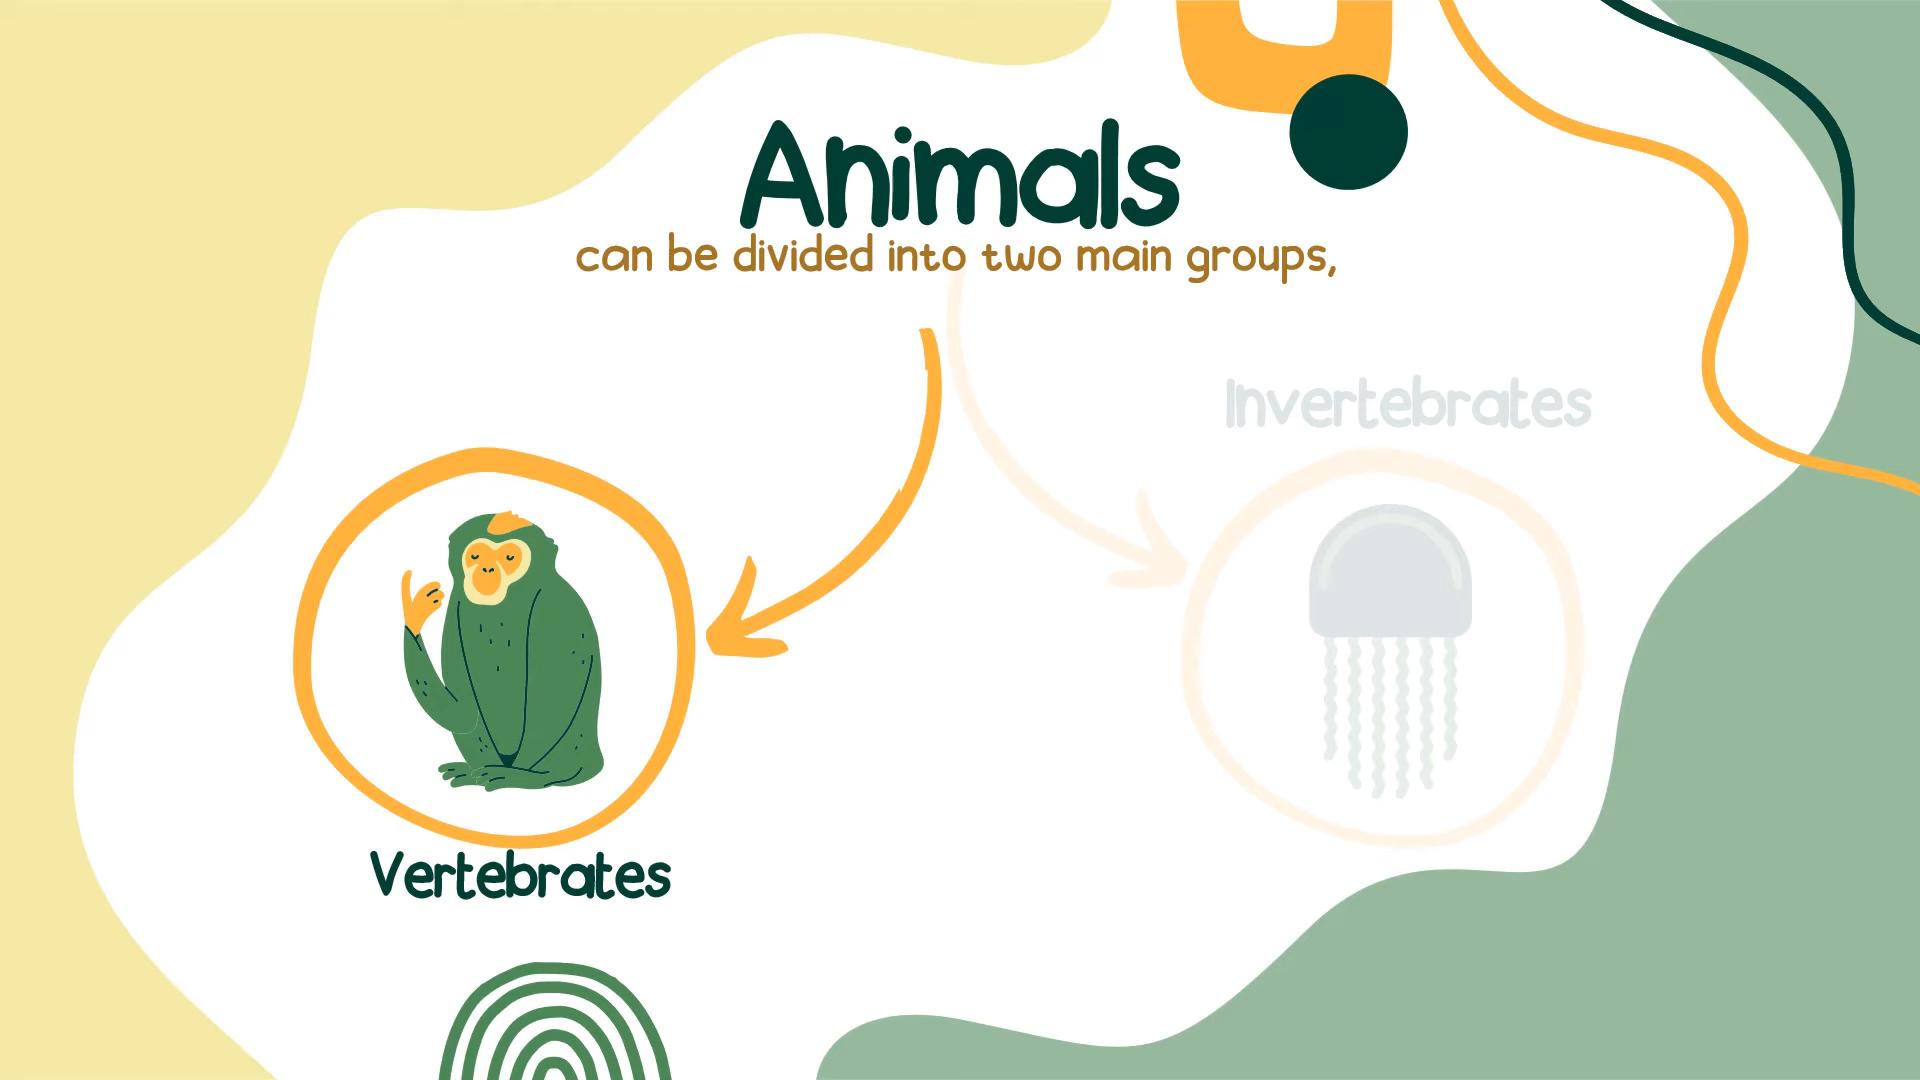 Animals
can be divided into two main groups,
Invertebrates
Vertebrates